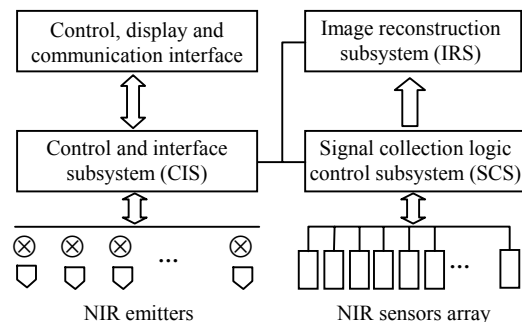 Control, display and
communication interface
Image reconstruction
subsystem (IRS)
Control and interface
subsystem (CIS)
Signal collection logic
control subsystem (SCS)
...
...
NIR emitters
NIR sensors array